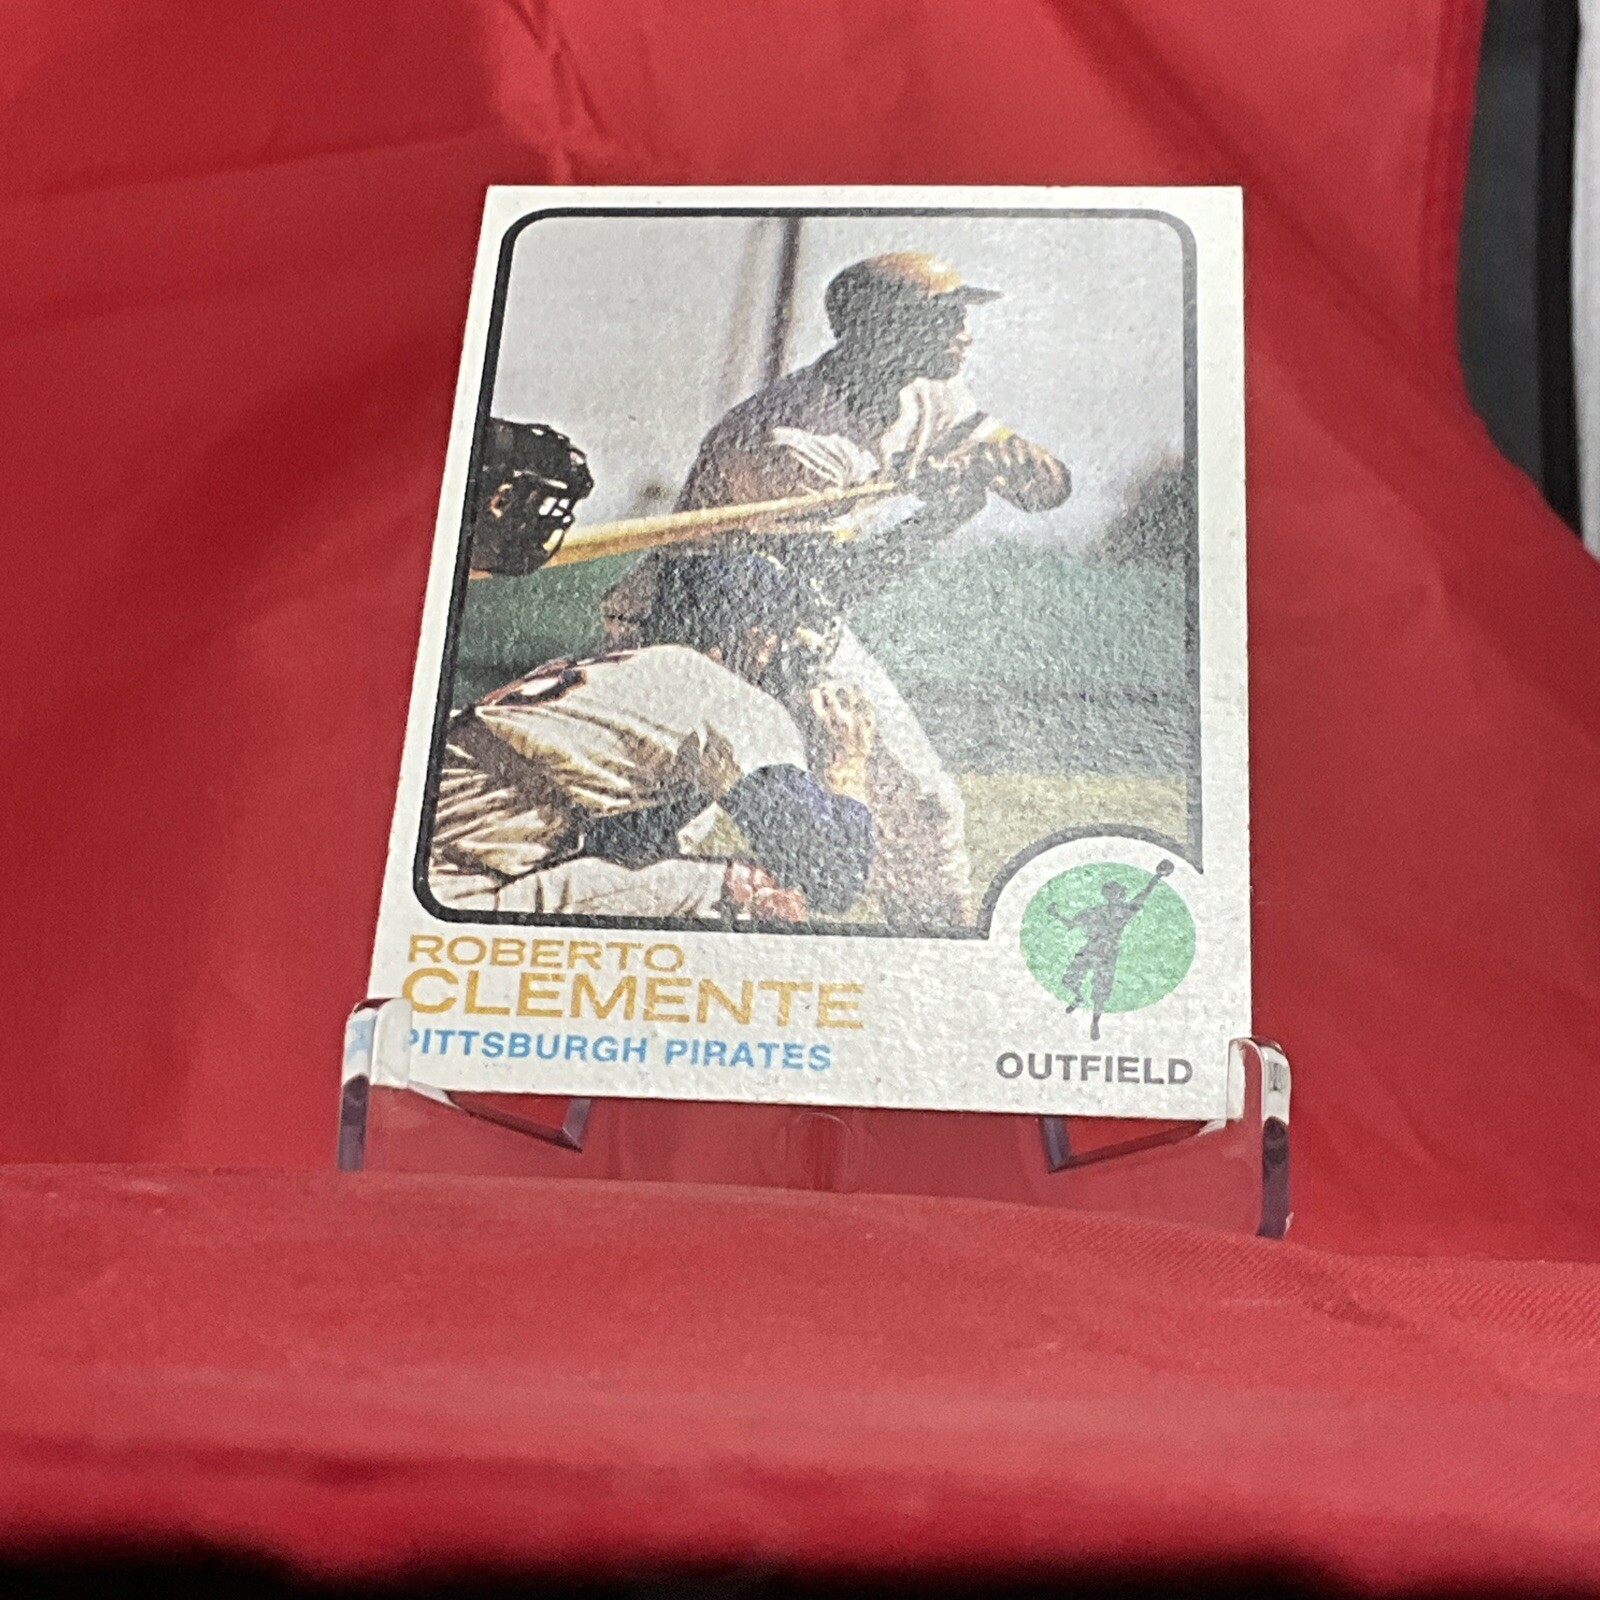 ROBERTO
CLEMENTE
PITTSBURGH PIRATES
OUTFIELD